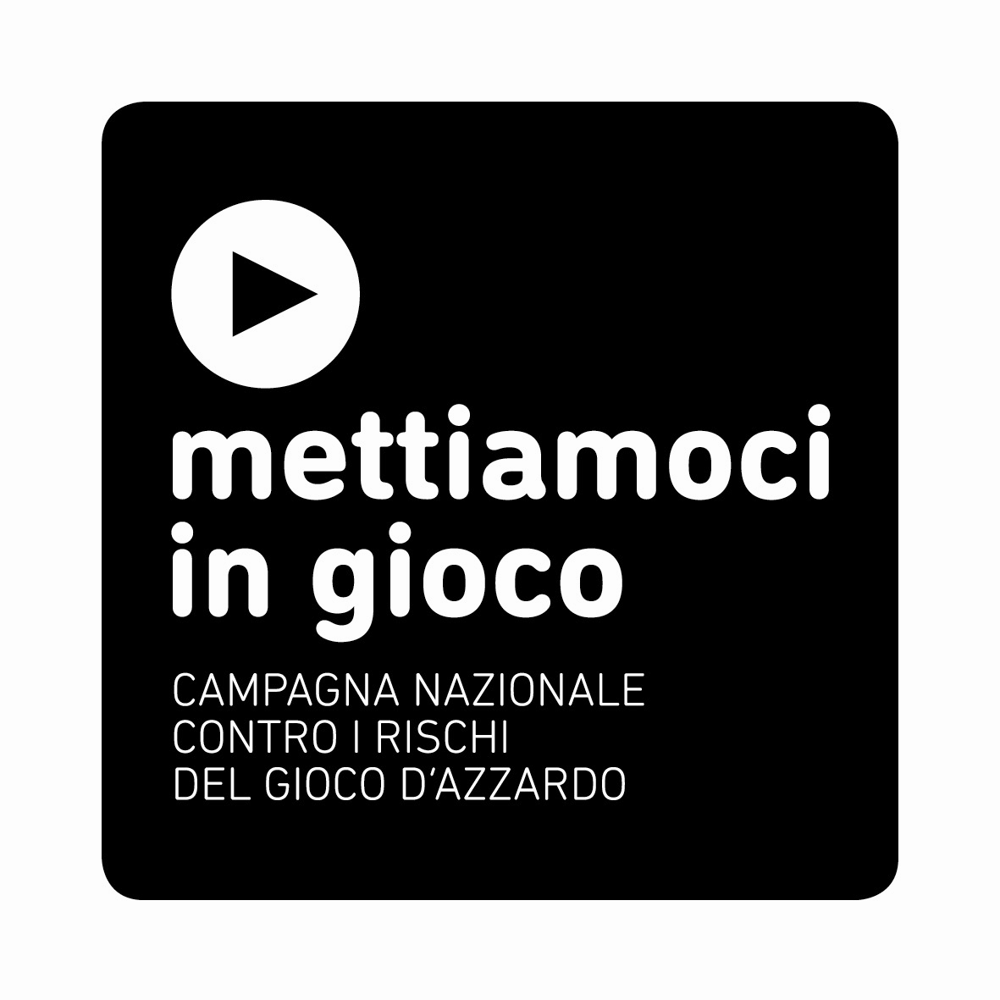 mettiamoci
in gioco
CAMPAGNA NAZIONALE
CONTRO I RISCHI
DEL GIOCO D‘AZZARDO